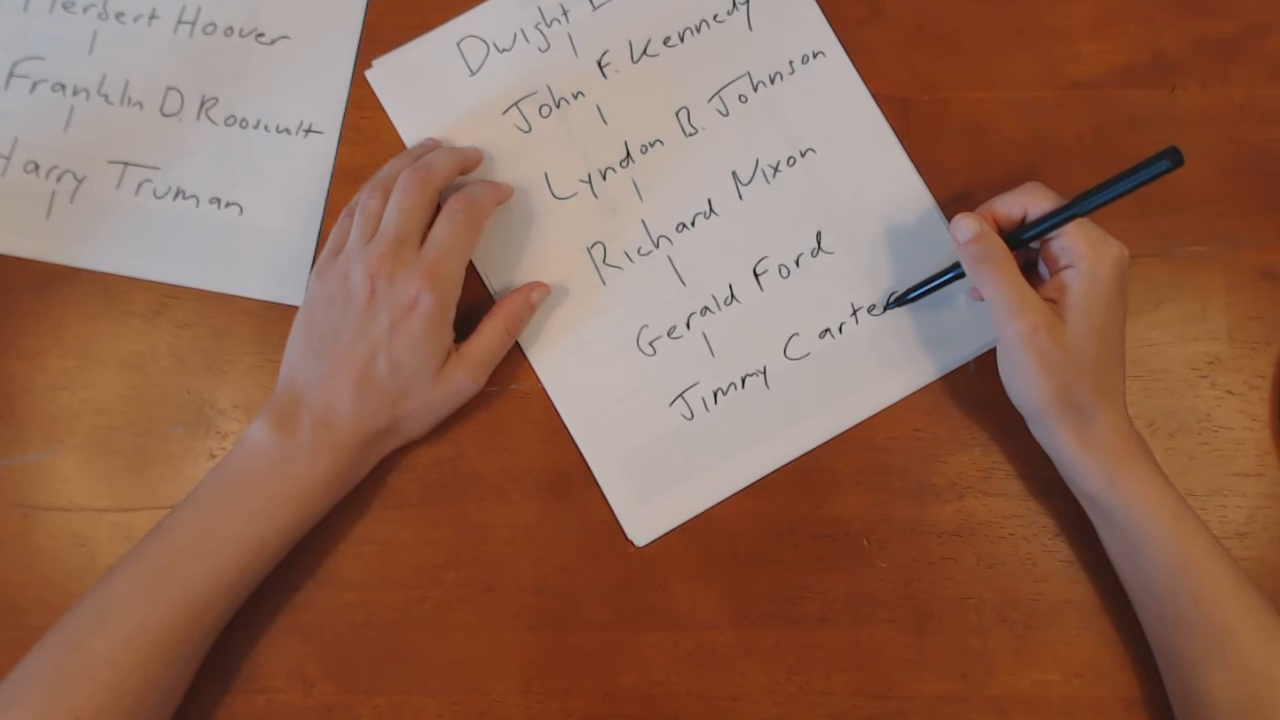 Herbert Hoover
Franklin D. Roosevelt
Harry Truman
Dwight
John F. Kennedy
Lyndon B. Johnson
Richard Nixon
Gerald Ford
Jimmy Carter